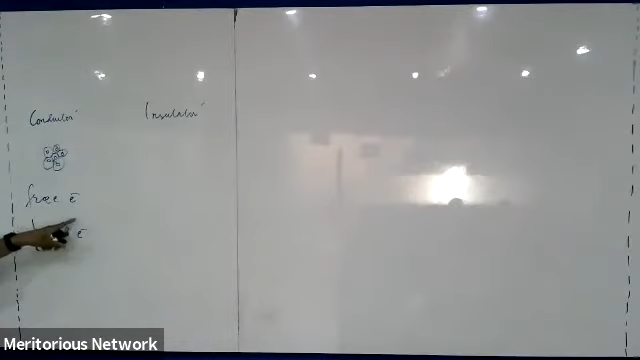 Conductor
Insulator
free ē
ē
Meritorious Network